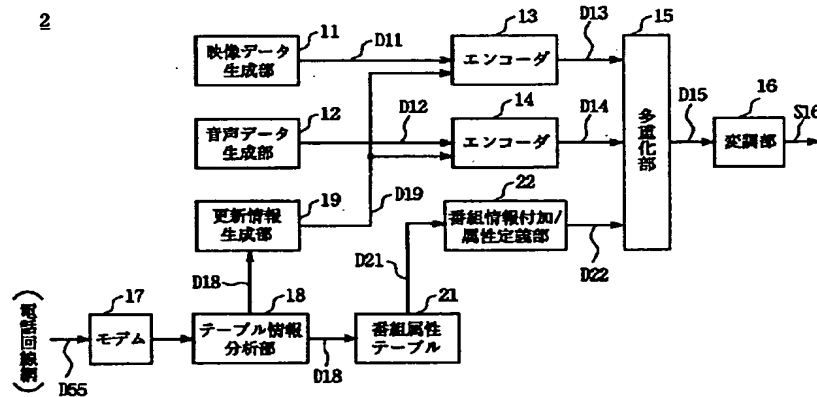 2
11
映像データ
生成部
D11
13
エンコーダ
D13
15
多重化部
D15
16
変調部
S16
12
音声データ
生成部
D12
14
エンコーダ
D14
19
更新情報
生成部
D19
22
番組情報付加/
属性定義部
D22
D18
D21
(電話回線網)
D55
17
モデム
18
テーブル情報
分析部
D18
21
番組属性
テーブル